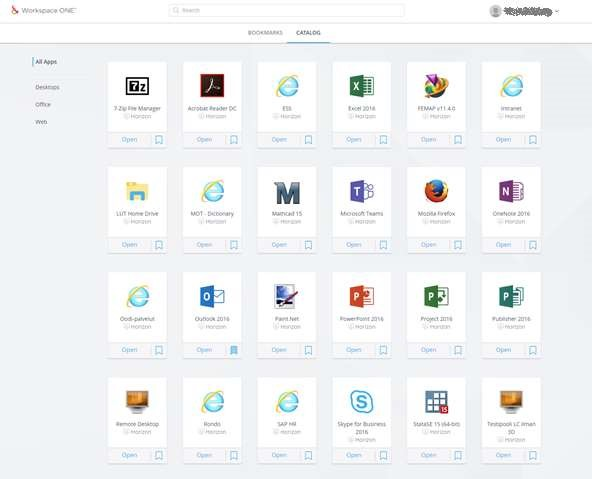 Workspace ONE™
Search
BOOKMARKS CATALOG
All Apps
Desktops
Office
Web
7-Zip File Manager
Horizon
Open
Acrobat Reader DC
Horizon
Open
ESS
Horizon
Open
Excel 2016
Horizon
Open
FEMAP v11.4.0
Horizon
Open
Intranet
Horizon
Open
LUT Home Drive
Horizon
Open
MOT - Dictionary
Horizon
Open
Mathcad 15
Horizon
Open
Microsoft Teams
Horizon
Open
Mozilla Firefox
Horizon
Open
OneNote 2016
Horizon
Open
Oodi-palvelut
Horizon
Open
Outlook 2016
Horizon
Open
Paint.Net
Horizon
Open
PowerPoint 2016
Horizon
Open
Project 2016
Horizon
Open
Publisher 2016
Horizon
Open
Remote Desktop
Horizon
Open
Rondo
Horizon
Open
SAP HR
Horizon
Open
Skype for Business
2016
Horizon
Open
StataSE 15 (64-bit)
Horizon
Open
Testipooli LC ilman
3D
Horizon
Open